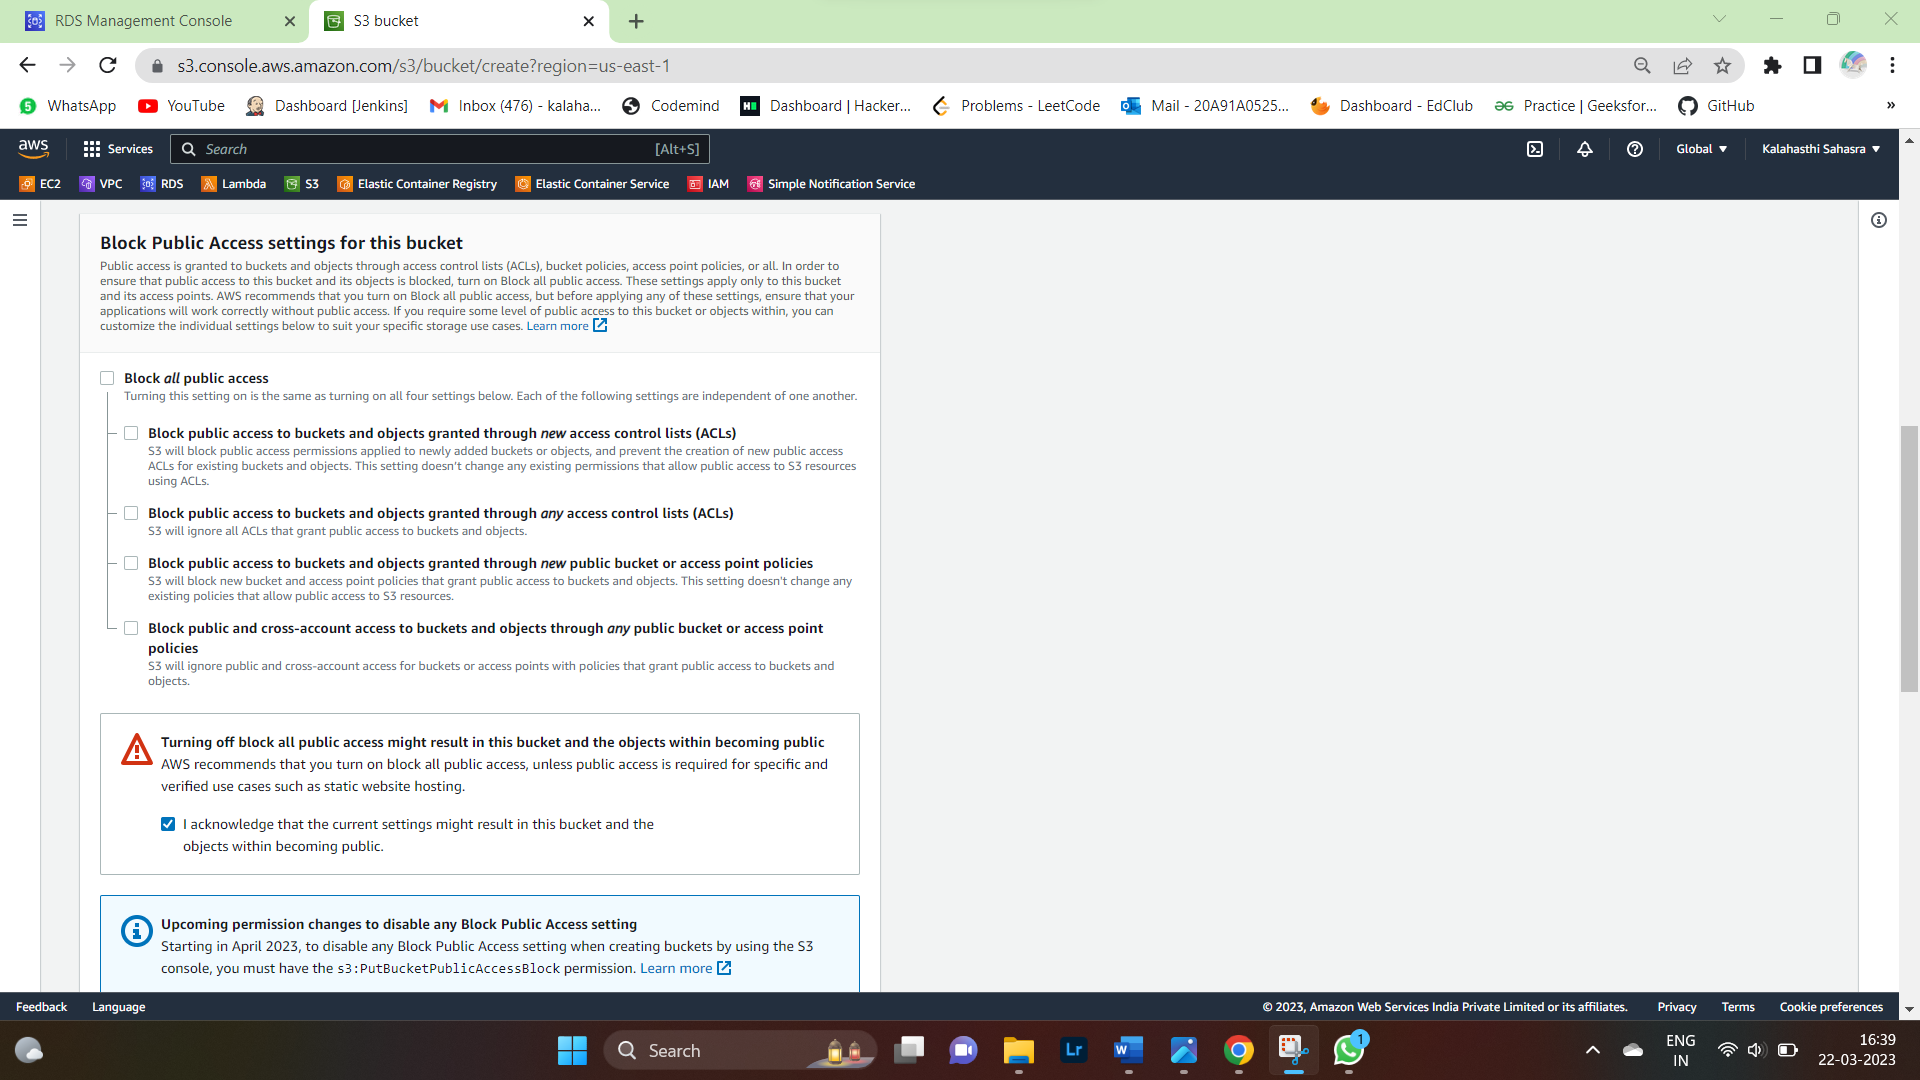 RDS Management Console
S3 bucket
s3.console.aws.amazon.com/s3/bucket/create?region=us-east-1
WhatsApp
YouTube
Dashboard [Jenkins]
Inbox (476) - kalaha...
Codemind
Dashboard | Hacker...
Problems - LeetCode
Mail - 20A91A0525...
Dashboard - EdClub
Practice | Geeksfor...
GitHub
»
aws
Services
Search
[Alt+S]
Global
Kalahasthi Sahasra
EC2
VPC
RDS
Lambda
S3
Elastic Container Registry
Elastic Container Service
IAM
Simple Notification Service
Block Public Access settings for this bucket
Public access is granted to buckets and objects through access control lists (ACLs), bucket policies, access point policies, or all. In order to
ensure that public access to this bucket and its objects is blocked, turn on Block all public access. These settings apply only to this bucket
and its access points. AWS recommends that you turn on Block all public access, but before applying any of these settings, ensure that your
applications will work correctly without public access. If you require some level of public access to this bucket or objects within, you can
customize the individual settings below to suit your specific storage use cases. Learn more
Block all public access
Turning this setting on is the same as turning on all four settings below. Each of the following settings are independent of one another.
Block public access to buckets and objects granted through new access control lists (ACLs)
S3 will block public access permissions applied to newly added buckets or objects, and prevent the creation of new public access
ACLs for existing buckets and objects. This setting doesn't change any existing permissions that allow public access to S3 resources
using ACLs.
Block public access to buckets and objects granted through any access control lists (ACLs)
S3 will ignore all ACLs that grant public access to buckets and objects.
Block public access to buckets and objects granted through new public bucket or access point policies
S3 will block new bucket and access point policies that grant public access to buckets and objects. This setting doesn't change any
existing policies that allow public access to S3 resources.
Block public and cross-account access to buckets and objects through any public bucket or access point
policies
S3 will ignore public and cross-account access for buckets or access points with policies that grant public access to buckets and
objects.
Turning off block all public access might result in this bucket and the objects within becoming public
AWS recommends that you turn on block all public access, unless public access is required for specific and
verified use cases such as static website hosting.
I acknowledge that the current settings might result in this bucket and the
objects within becoming public.
Upcoming permission changes to disable any Block Public Access setting
Starting in April 2023, to disable any Block Public Access setting when creating buckets by using the S3
console, you must have the s3:PutBucketPublicAccessBlock permission. Learn more
Feedback
Language
© 2023, Amazon Web Services India Private Limited or its affiliates.
Privacy
Terms
Cookie preferences
Search
Lr
W
1
ENG
IN
16:39
22-03-2023